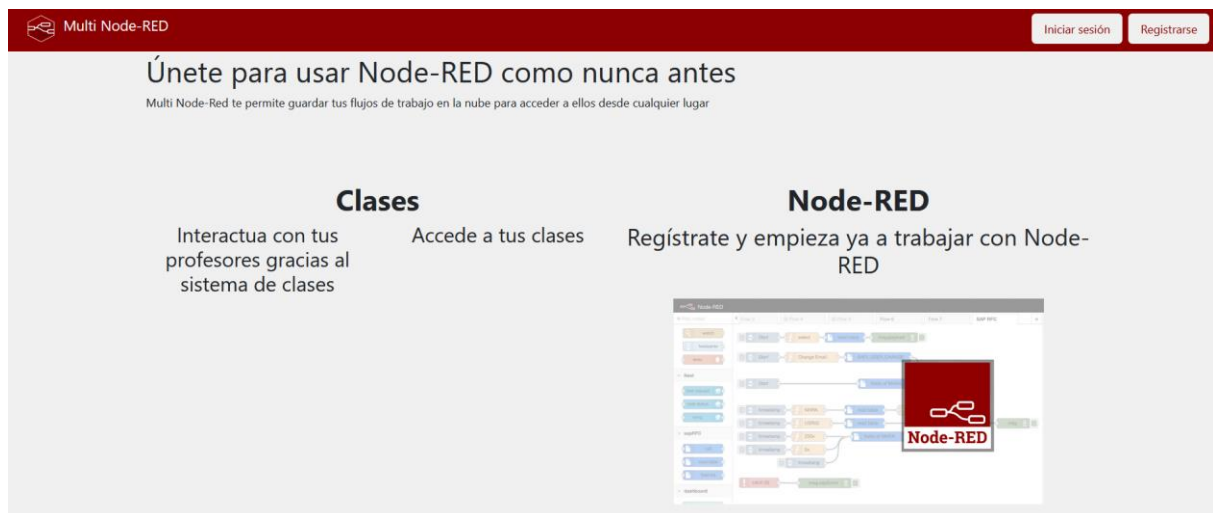 Multi Node-RED
Iniciar sesión
Registrarse
Únete para usar Node-RED como nunca antes
Multi Node-Red te permite guardar tus flujos de trabajo en la nube para acceder a ellos desde cualquier lugar
Clases
Interactua con tus
profesores gracias al
sistema de clases
Accede a tus clases
Node-RED
Regístrate y empieza ya a trabajar con Node-
RED
Node-RED
Node-RED